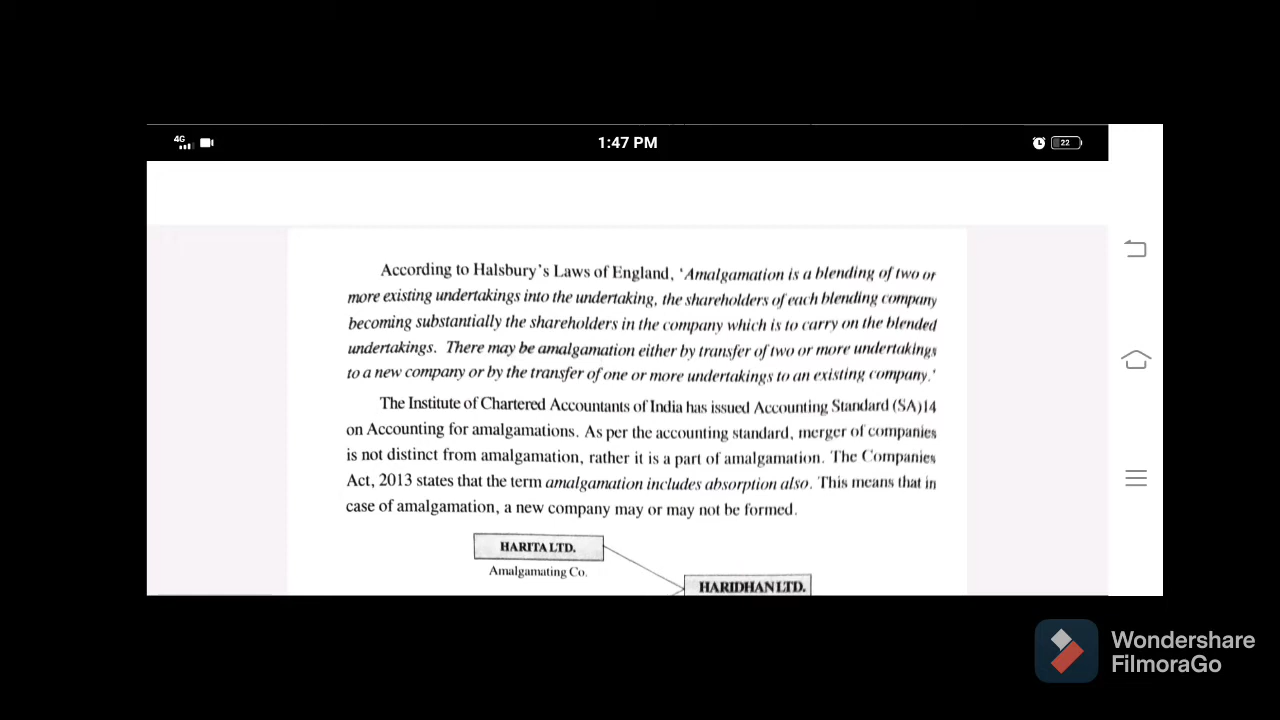 4G
1:47 PM
22
According to Halsbury's Laws of England, 'Amalgamation is a blending of two or
more existing undertakings into the undertaking, the shareholders of each blending company
becoming substantially the shareholders in the company which is to carry on the blended
undertakings. There may be amalgamation either by transfer of two or more undertakings
to a new company or by the transfer of one or more undertakings to an existing company.'
The Institute of Chartered Accountants of India has issued Accounting Standard (SA)14
on Accounting for amalgamations. As per the accounting standard, merger of companies
is not distinct from amalgamation, rather it is a part of amalgamation. The Companies
Act, 2013 states that the term amalgamation includes absorption also. This means that in
case of amalgamation, a new company may or may not be formed.
HARITA LTD.
Amalgamating Co.
HARIDHAN LTD.
Wondershare
FilmoraGo